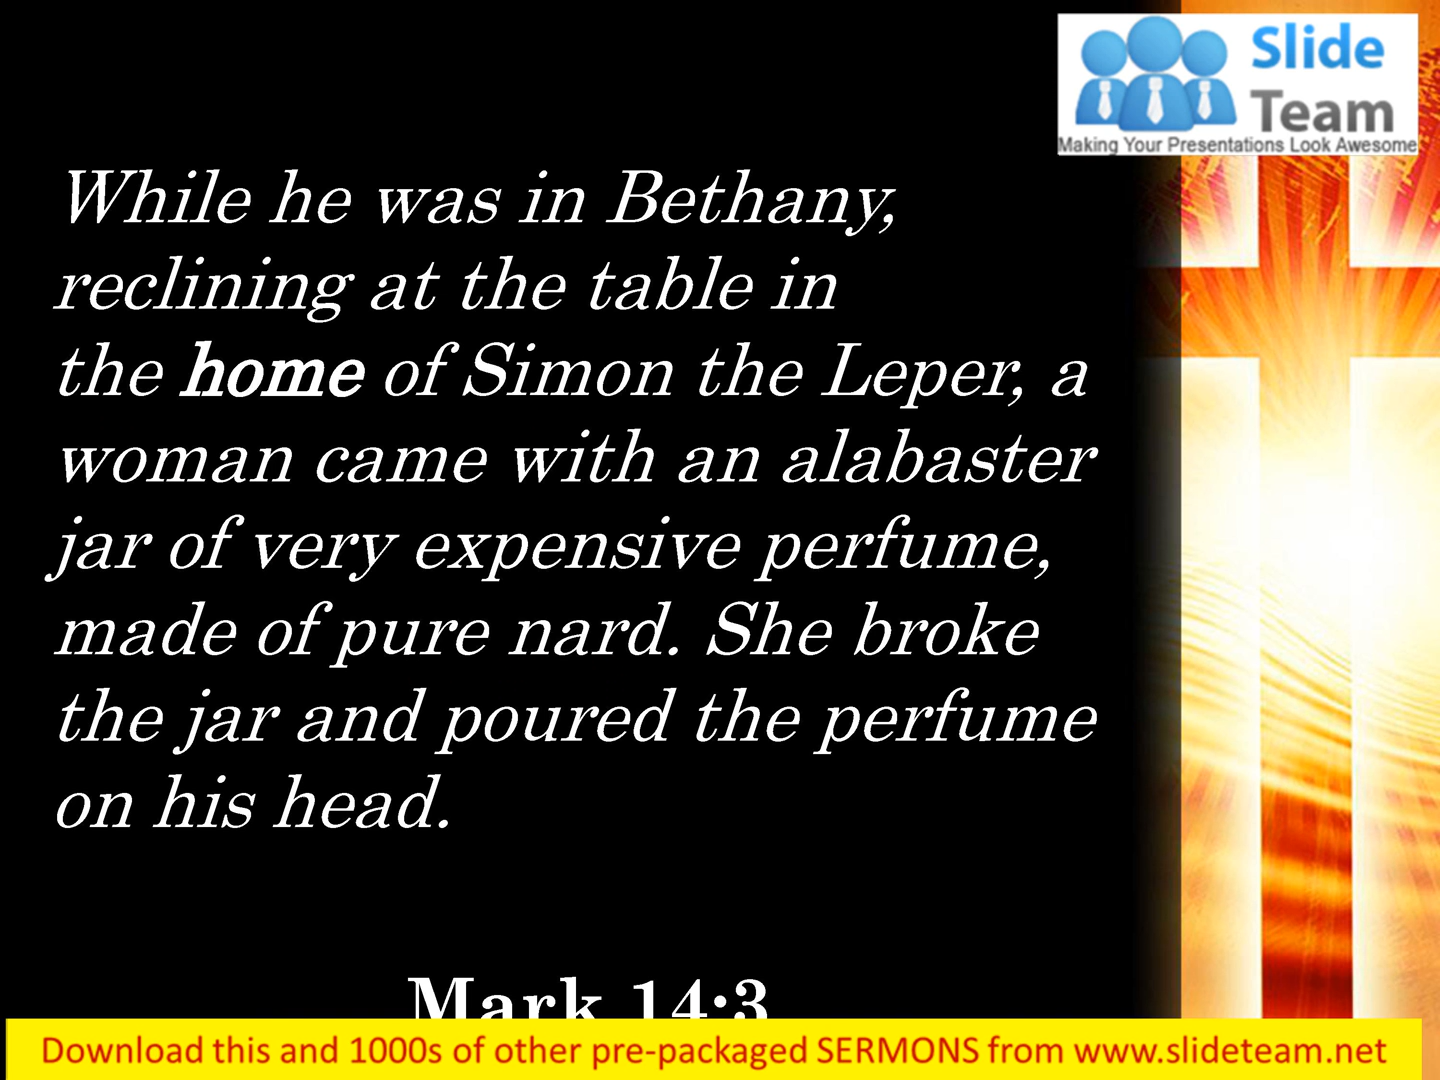 Slide
Team
Making Your Presentations Look Awesome
While he was in Bethany,
reclining at the table in
the home of Simon the Leper, a
woman came with an alabaster
jar of very expensive perfume,
made of pure nard. She broke
the jar and poured the perfume
on his head.
Mark 14:3
Download this and 1000s of other pre-packaged SERMONS from www.slideteam.net